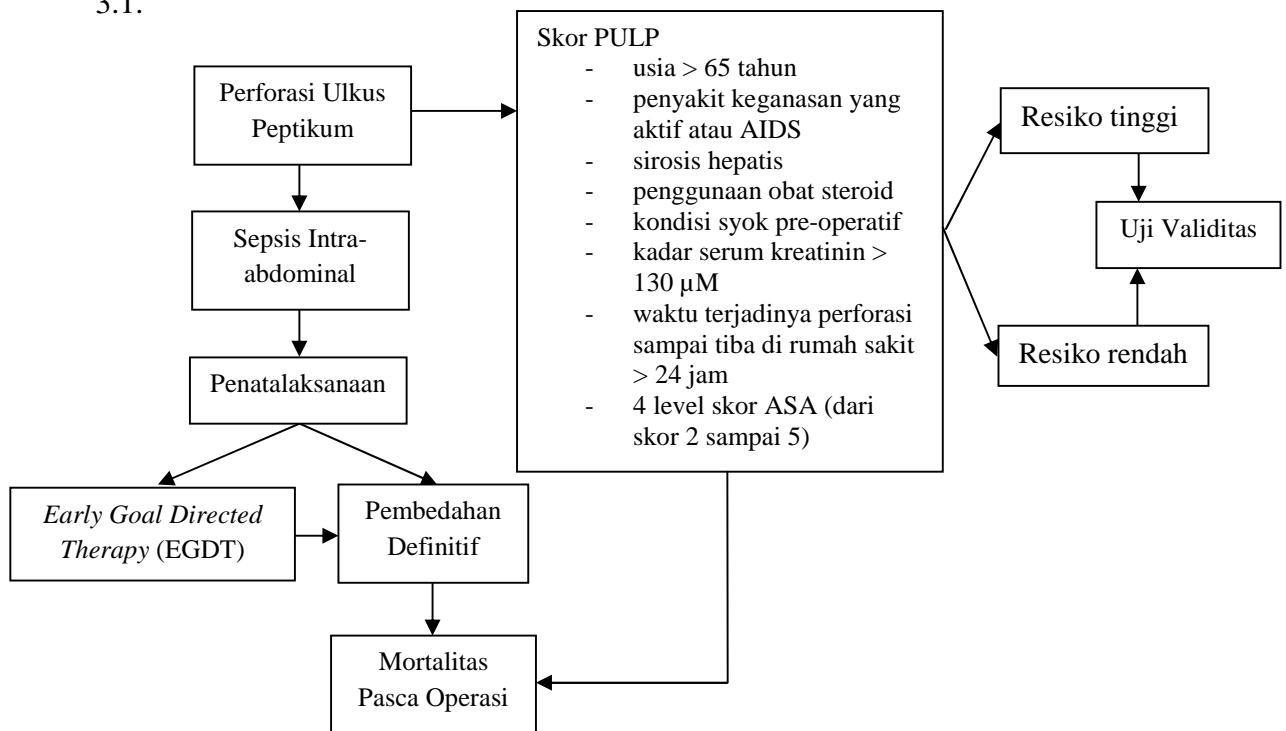 3.1.
Perforasi Ulkus
Peptikum
Sepsis Intra-
abdominal
Penatalaksanaan
Early Goal Directed
Therapy (EGDT)
Pembedahan
Definitif
Mortalitas
Pasca Operasi
Skor PULP
- usia > 65 tahun
- penyakit keganasan yang
aktif atau AIDS
- sirosis hepatis
- penggunaan obat steroid
- kondisi syok pre-operatif
- kadar serum kreatinin >
130 µM
- waktu terjadinya perforasi
sampai tiba di rumah sakit
> 24 jam
- 4 level skor ASA (dari
skor 2 sampai 5)
Resiko tinggi
Uji Validitas
Resiko rendah